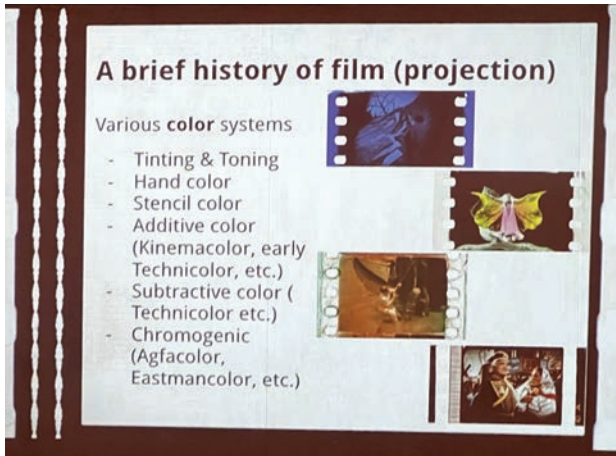 A brief history of film (projection)
Various color systems
- Tinting & Toning
- Hand color
- Stencil color
- Additive color
(Kinemacolor, early
Technicolor, etc.)
- Subtractive color (
Technicolor etc.)
- Chromogenic
(Agfacolor,
Eastmancolor, etc.)